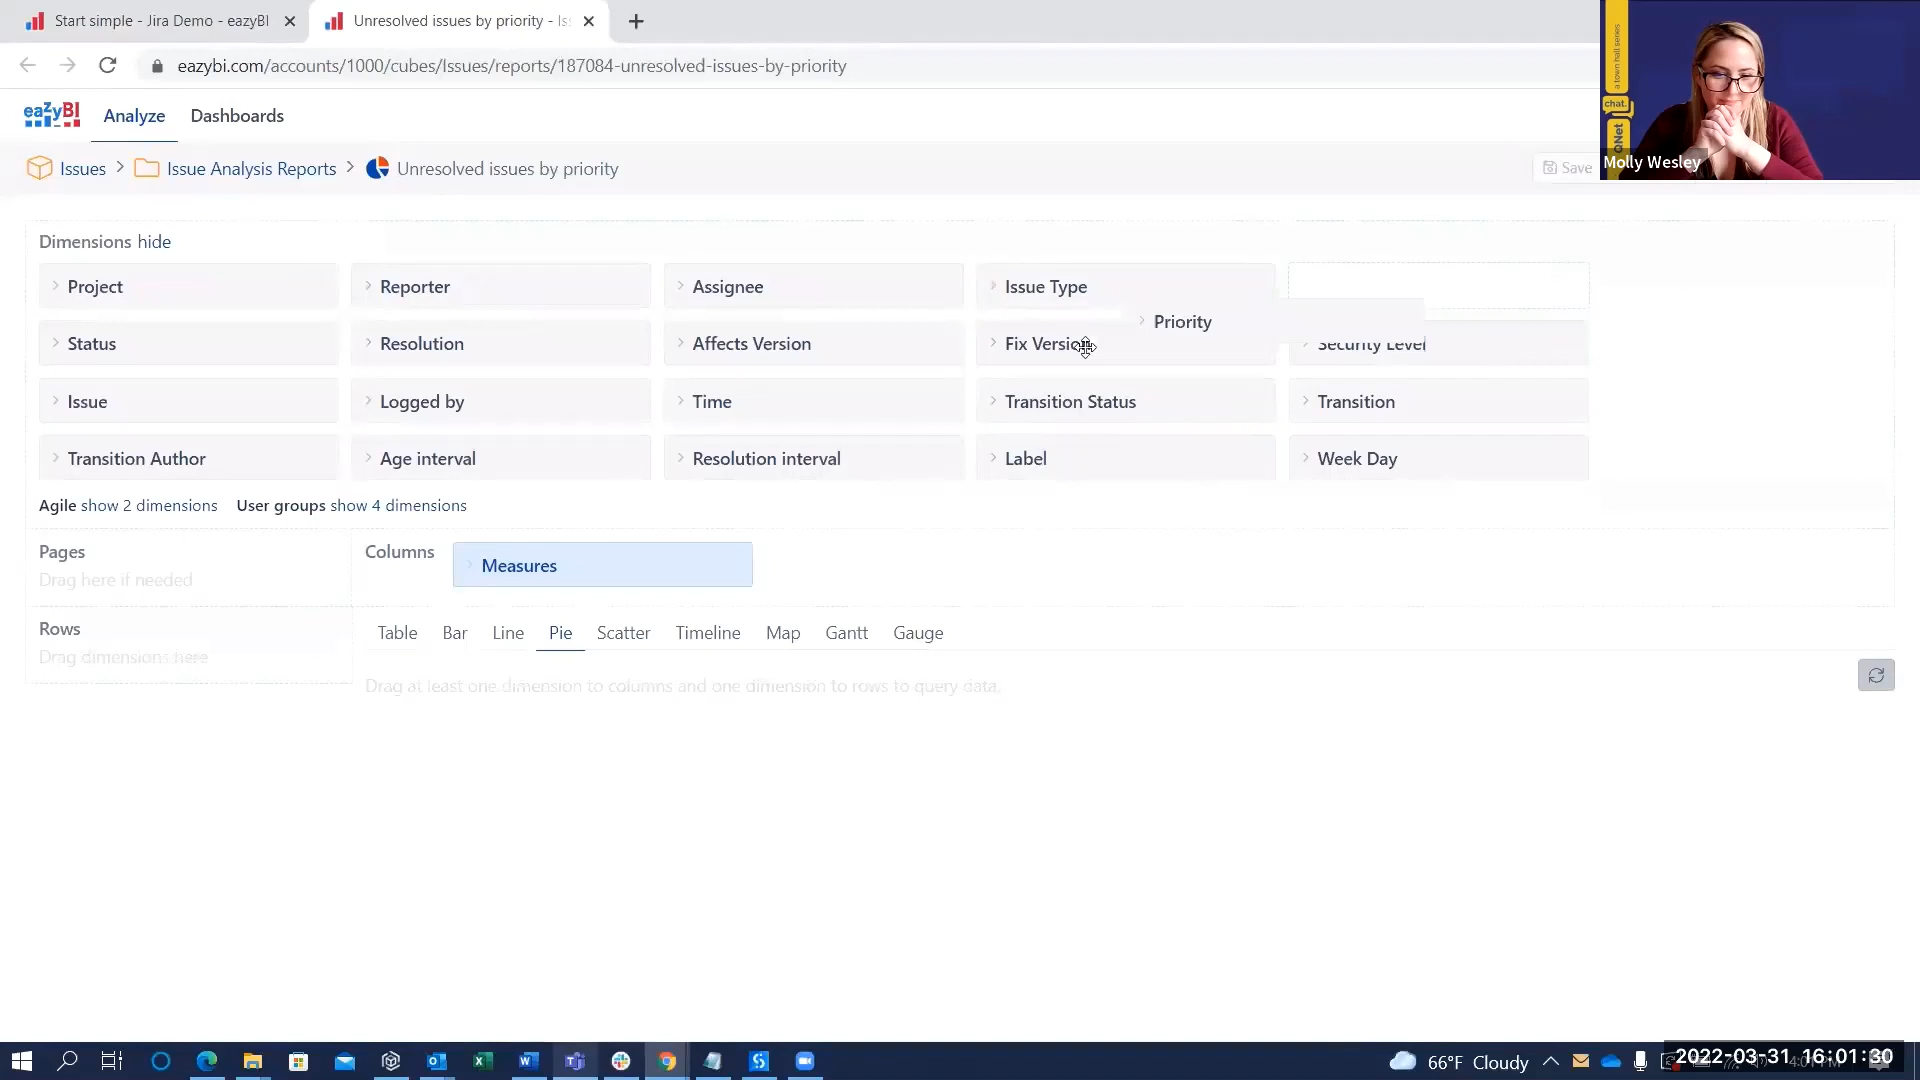 Start simple - Jira Demo - eazyBI
Unresolved issues by priority - Is
eazybi.com/accounts/1000/cubes/Issues/reports/187084-unresolved-issues-by-priority
a town hall series
chat.
ONet
Molly Wesley
eazyBI Analyze Dashboards
Issues > Issue Analysis Reports > Unresolved issues by priority
Save
Dimensions hide
Project Reporter Assignee Issue Type
Priority
Status Resolution Affects Version Fix Version Security Level
Issue Logged by Time Transition Status Transition
Transition Author Age interval Resolution interval Label Week Day
Agile show 2 dimensions User groups show 4 dimensions
Pages
Drag here if needed
Columns Measures
Rows
Drag dimensions here
Table Bar Line Pie Scatter Timeline Map Gantt Gauge
Drag at least one dimension to columns and one dimension to rows to query data.
66°F Cloudy
2022-03-31 16:01:30